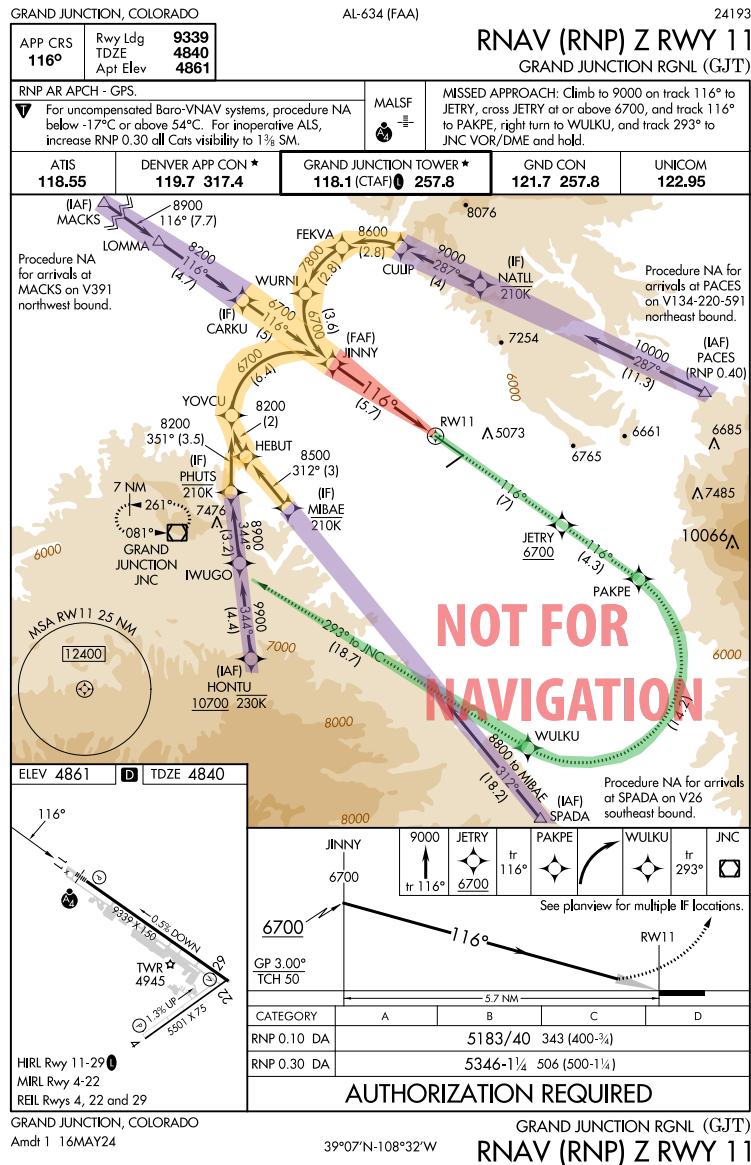 GRAND JUNCTION, COLORADO
AL-634 (FAA)
24193
APP CRS
116°
Rwy Ldg 9339
TDZE 4840
Apt Elev 4861
RNAV (RNP) Z RWY 11
GRAND JUNCTION RGNL (GJT)
RNP AR APCH - GPS.
T
For uncompensated Baro-VNAV systems, procedure NA
below -17°C or above 54°C. For inoperative ALS,
increase RNP 0.30 all Cats visibility to 1⅜ SM.
MALSF
A4
MISSED APPROACH: Climb to 9000 on track 116° to
JETRY, cross JETRY at or above 6700, and track 116°
to PAKPE, right turn to WULKU, and track 293° to
JNC VOR/DME and hold.
ATIS
118.55
DENVER APP CON ★
119.7 317.4
GRAND JUNCTION TOWER ★
118.1 (CTAF) L 257.8
GND CON
121.7 257.8
UNICOM
122.95
(IAF)
MACKS
8900
116° (7.7)
LOMMA
8200
116°
(4.7)
Procedure NA
for arrivals at
MACKS on V391
northwest bound.
(IF)
CARKU
6700
116°
(5)
FEKVA
8600
(2.8)
CULIP
7800
(2.8)
WURNI
6700
(3.6)
9000
287°
(4)
(IF)
NATLL
210K
8076
Procedure NA for
arrivals at PACES
on V134-220-591
northeast bound.
(IAF)
PACES
(RNP 0.40)
10000
287°
(11.3)
7254
6000
(FAF)
JINNY
6700
(6.4)
116°
(5.7)
RW11
5073
6765
6661
6685
7485
10066
YOVCU
8200
(2)
8200
351° (3.5)
HEBUT
8500
312° (3)
(IF)
PHUTS
210K
(IF)
MIBAE
210K
7 NM
261°
081°
7476
GRAND
JUNCTION
JNC
6000
8900
344°
(3.2)
IWUGO
9900
344°
(4.4)
(IAF)
HONTU
10700 230K
7000
116°
(7)
JETRY
6700
116°
(4.3)
PAKPE
NOT FOR
NAVIGATION
6000
(14.2)
293° to JNC
(18.7)
WULKU
8800 to MIBAE
312°
(18.2)
(IAF)
SPADA
Procedure NA for arrivals
at SPADA on V26
southeast bound.
MSA RW11 25 NM
12400
8000
8000
ELEV 4861
D
TDZE 4840
116°
P
A4
9339 X 150
0.5% DOWN
TWR
4945
29
22
4
V
P
1.3% UP
5501 X 75
HIRL Rwy 11-29 L
MIRL Rwy 4-22
REIL Rwys 4, 22 and 29
JINNY
6700
6700
GP 3.00°
TCH 50
116°
9000
tr 116°
JETRY
6700
tr
116°
PAKPE
WULKU
tr
293°
JNC
See planview for multiple IF locations.
RW11
5.7 NM
CATEGORY A B C D
RNP 0.10 DA 5183/40 343 (400-¾)
RNP 0.30 DA 5346-1¼ 506 (500-1¼)
AUTHORIZATION REQUIRED
GRAND JUNCTION, COLORADO
Amdt 1 16MAY24
39°07'N-108°32'W
GRAND JUNCTION RGNL (GJT)
RNAV (RNP) Z RWY 11